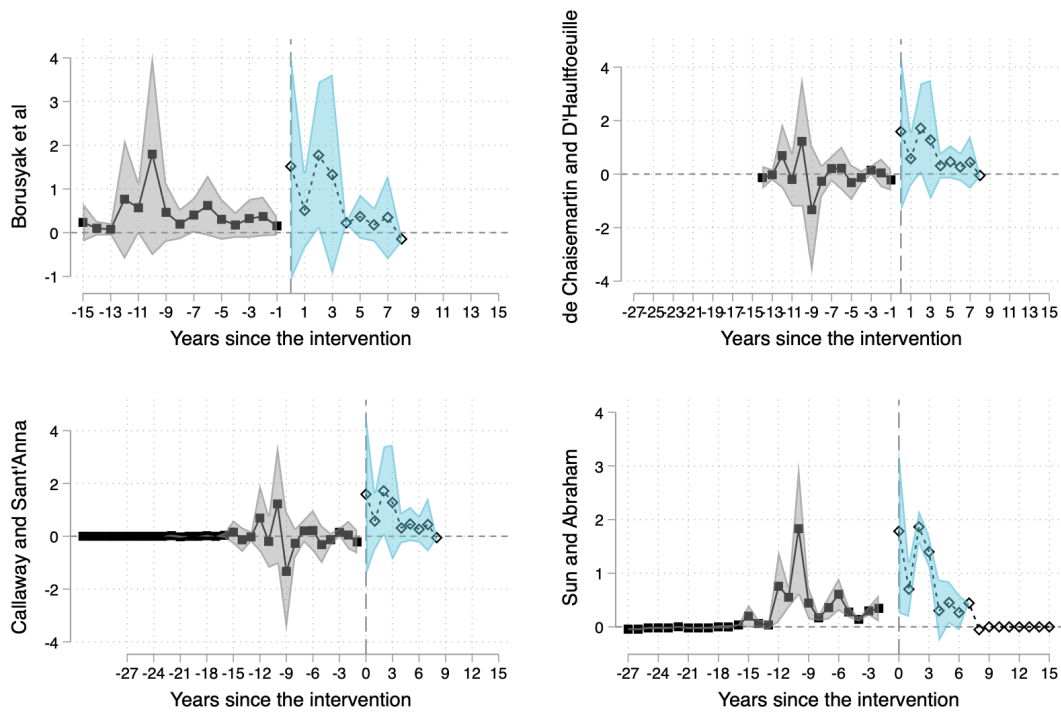 Borusyak et al
4
3
2
1
0
-1
-15 -13 -11 -9 -7 -5 -3 -1 1 3 5 7 9 11 13 15
Years since the intervention
de Chaisemartin and D'Haultfoeuille
4
2
0
-2
-4
-27 -25 -23 -21 -19 -17 -15 -13 -11 -9 -7 -5 -3 -1 1 3 5 7 9 11 13 15
Years since the intervention
Callaway and Sant'Anna
4
2
0
-2
-4
-27 -24 -21 -18 -15 -12 -9 -6 -3 0 3 6 9 12 15
Years since the intervention
Sun and Abraham
4
3
2
1
0
-27 -24 -21 -18 -15 -12 -9 -6 -3 0 3 6 9 12 15
Years since the intervention